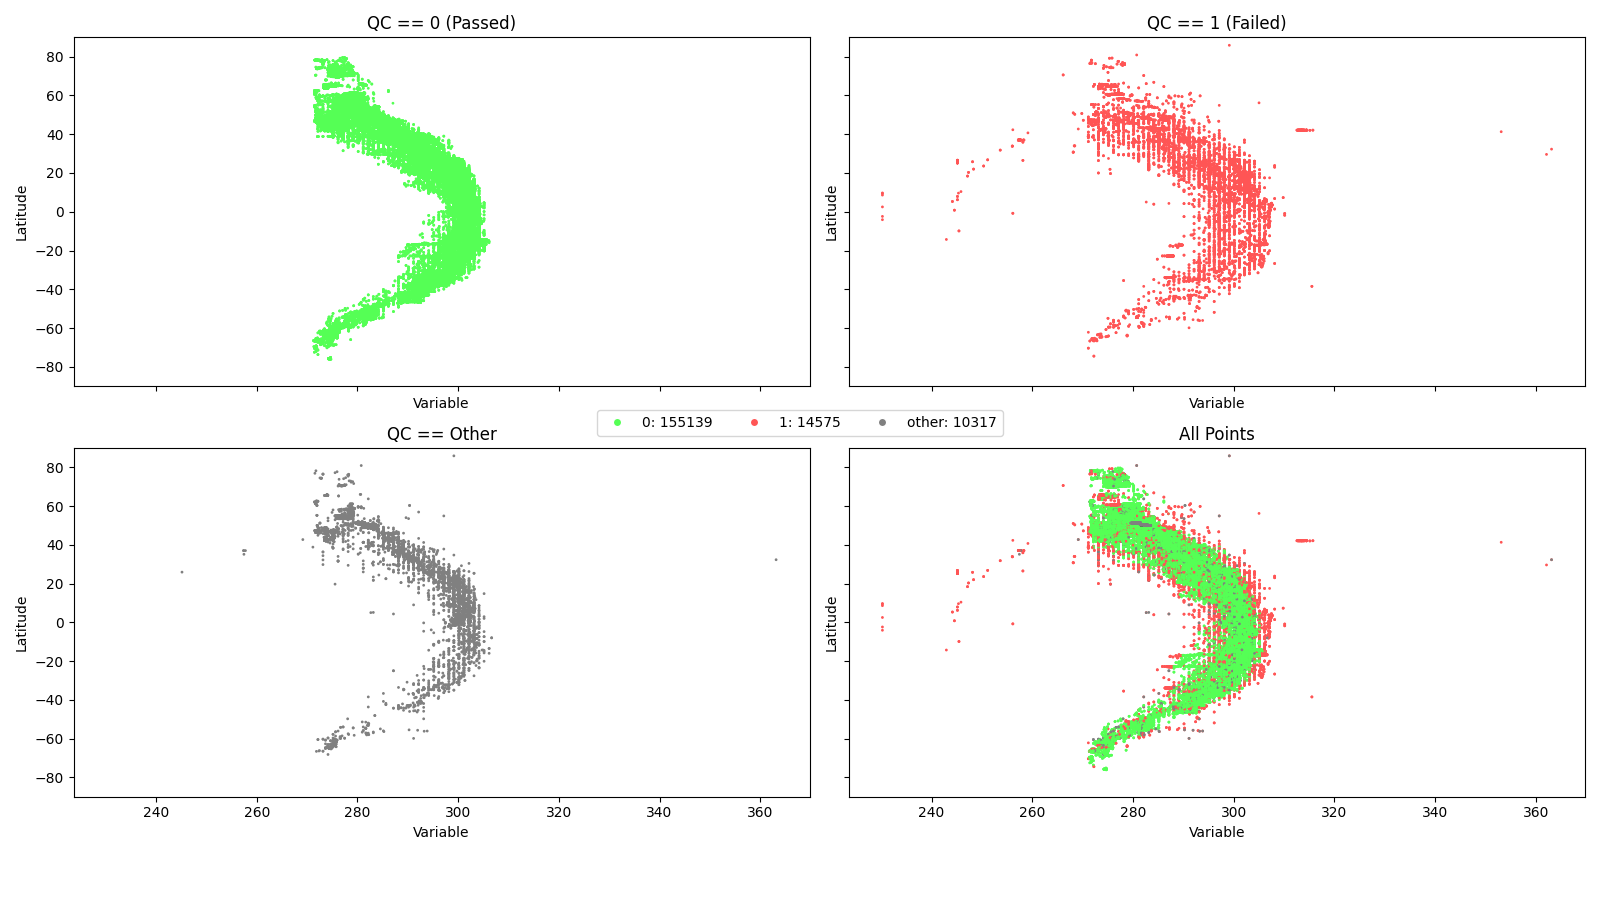 QC == 0 (Passed)
80
60
40
20
0
−20
−40
−60
−80
Latitude
Variable
QC == 1 (Failed)
Latitude
Variable
0: 155139
1: 14575
other: 10317
QC == Other
80
60
40
20
0
−20
−40
−60
−80
Latitude
240 260 280 300 320 340 360
Variable
All Points
Latitude
240 260 280 300 320 340 360
Variable